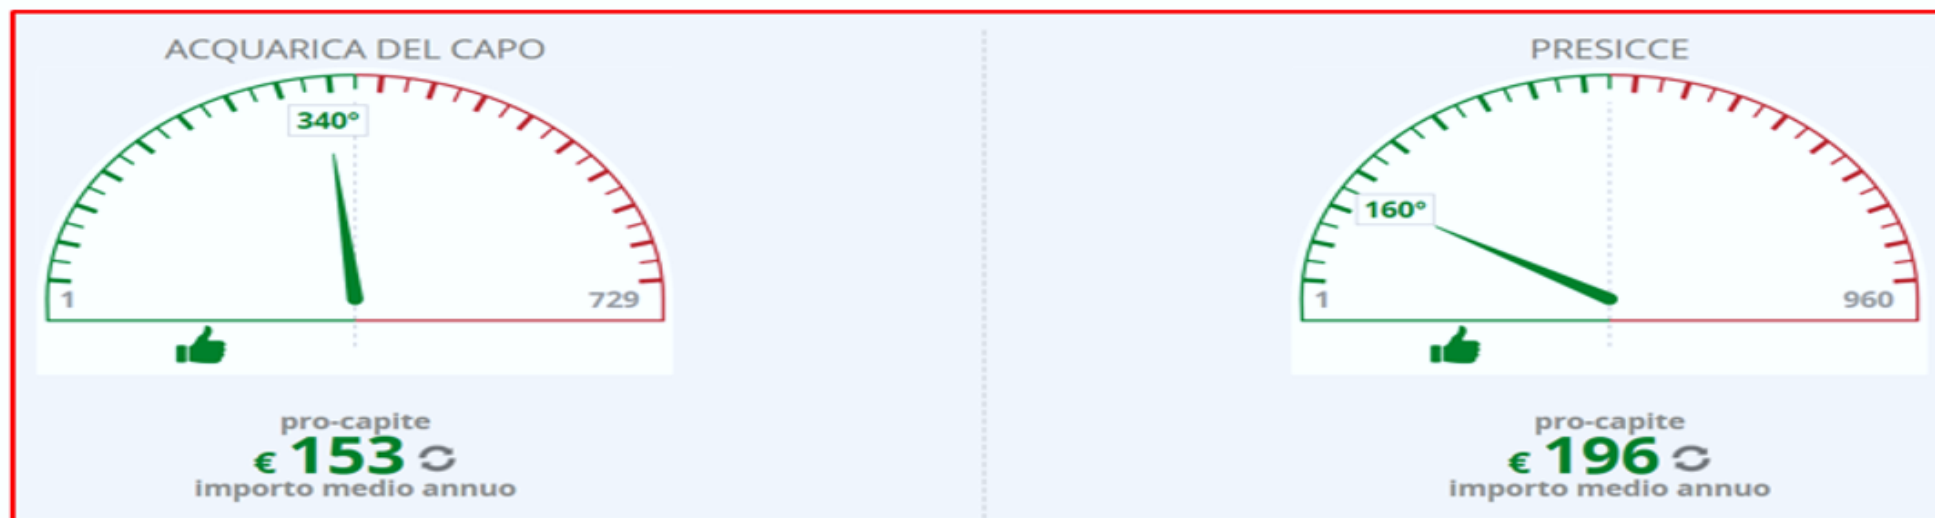 ACQUARICA DEL CAPO
340°
1
729
pro-capite
€ 153
importo medio annuo
PRESICCE
160°
1
960
pro-capite
€ 196
importo medio annuo